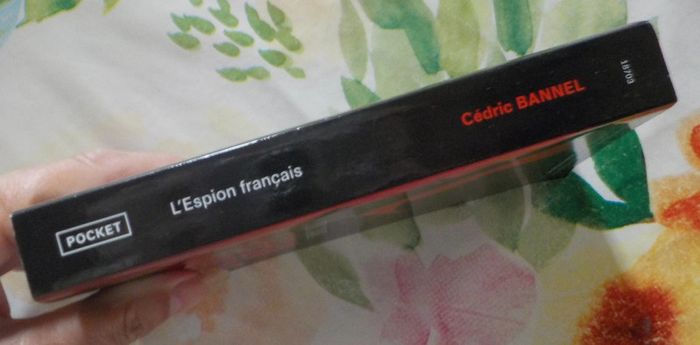 POCKET
L'Espion français
Cédric BANNEL
18703